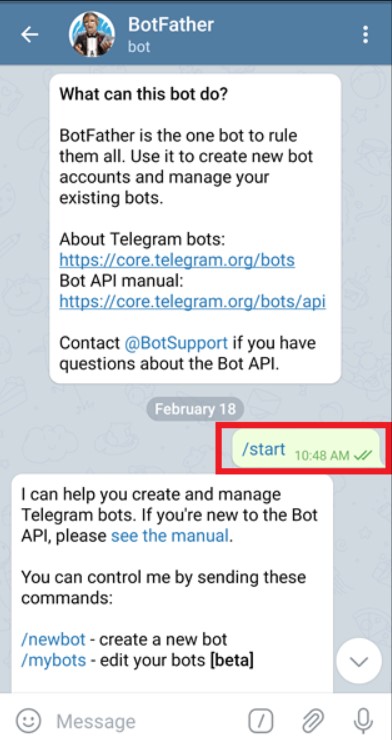 BotFather
bot
What can this bot do?
BotFather is the one bot to rule
them all. Use it to create new bot
accounts and manage your
existing bots.
About Telegram bots:
https://core.telegram.org/bots
Bot API manual:
https://core.telegram.org/bots/api
Contact @BotSupport if you have
questions about the Bot API.
February 18
/start 10:48 AM
I can help you create and manage
Telegram bots. If you're new to the Bot
API, please see the manual.
You can control me by sending these
commands:
/newbot - create a new bot
/mybots - edit your bots [beta]
Message